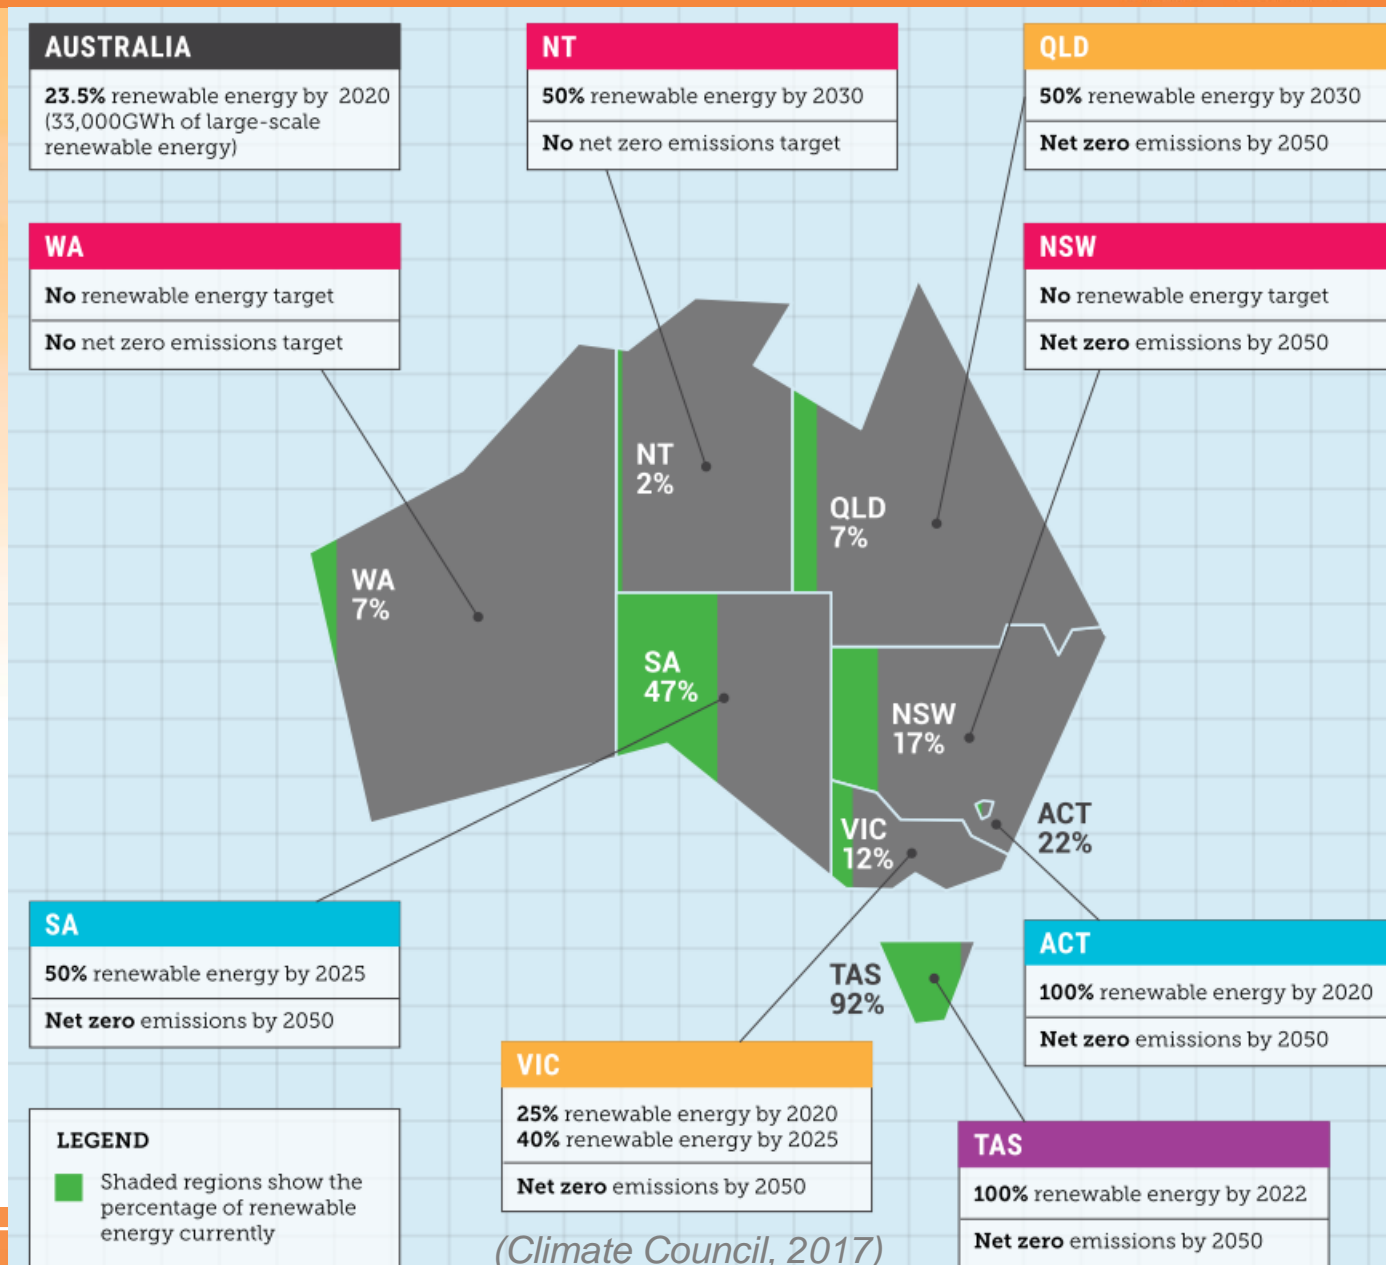 AUSTRALIA
23.5% renewable energy by 2020
(33,000GWh of large-scale
renewable energy)
NT
50% renewable energy by 2030
No net zero emissions target
QLD
50% renewable energy by 2030
Net zero emissions by 2050
WA
No renewable energy target
No net zero emissions target
NSW
No renewable energy target
Net zero emissions by 2050
NT
2%
QLD
7%
WA
7%
SA
47%
NSW
17%
ACT
22%
VIC
12%
TAS
92%
SA
50% renewable energy by 2025
Net zero emissions by 2050
ACT
100% renewable energy by 2020
Net zero emissions by 2050
VIC
25% renewable energy by 2020
40% renewable energy by 2025
Net zero emissions by 2050
TAS
100% renewable energy by 2022
Net zero emissions by 2050
LEGEND
Shaded regions show the
percentage of renewable
energy currently
(Climate Council, 2017)